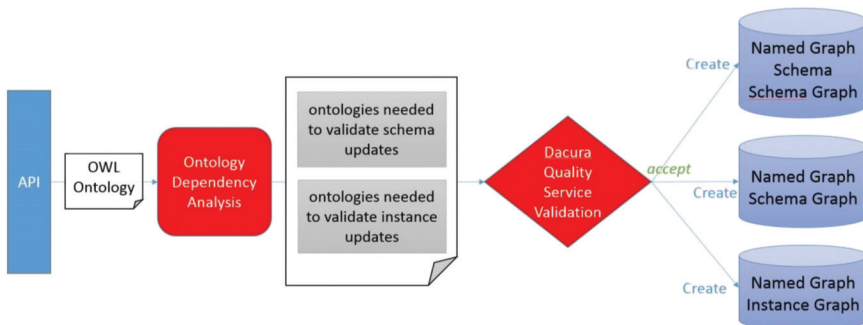 API
OWL
Ontology
Ontology
Dependency
Analysis
ontologies needed
to validate schema
updates
ontologies needed
to validate instance
updates
Dacura
Quality
Service
Validation
accept
Create
Named Graph
Schema
Schema Graph
Create
Named Graph
Schema Graph
Create
Named Graph
Instance Graph